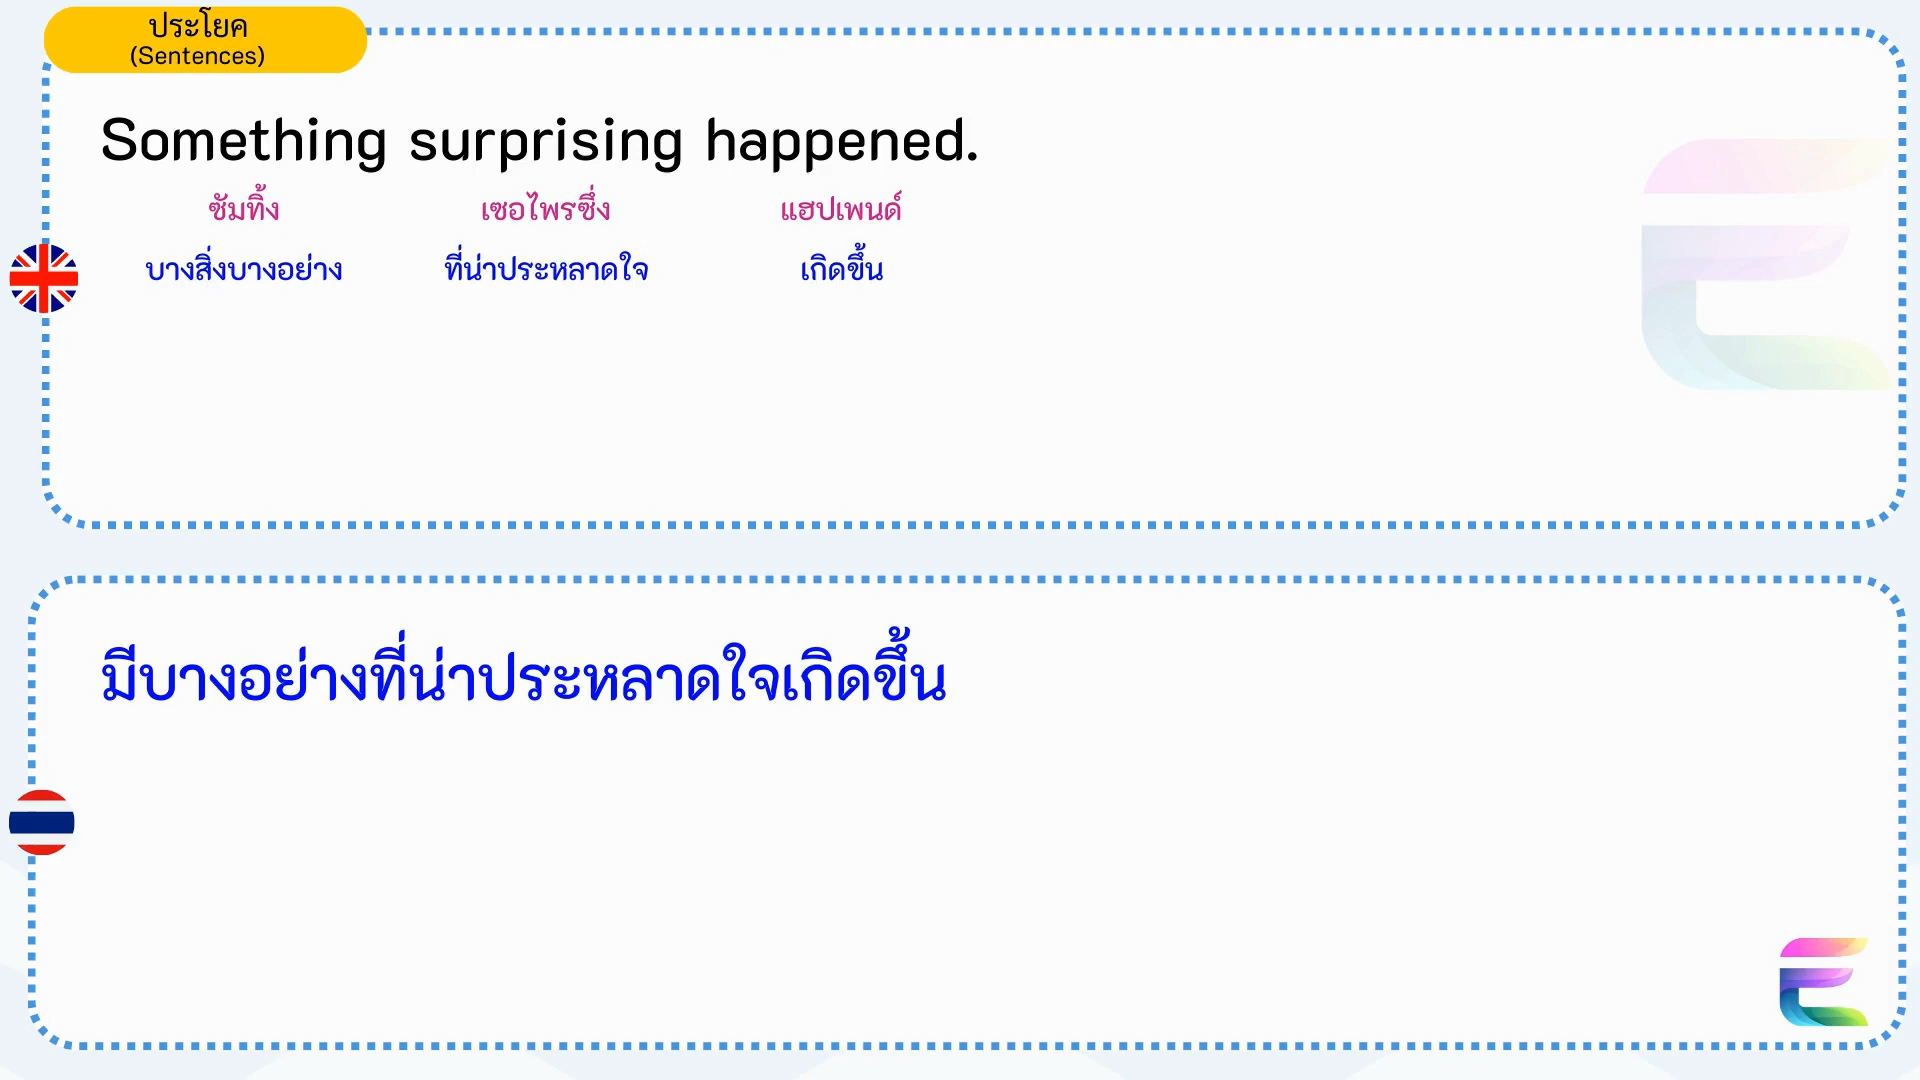 ประโยค
(Sentences)
Something surprising happened.
ซัมทิ้ง เซอไพรซึ่ง แฮปเพนด์
บางสิ่งบางอย่าง ที่น่าประหลาดใจ เกิดขึ้น
มีบางอย่างที่น่าประหลาดใจเกิดขึ้น